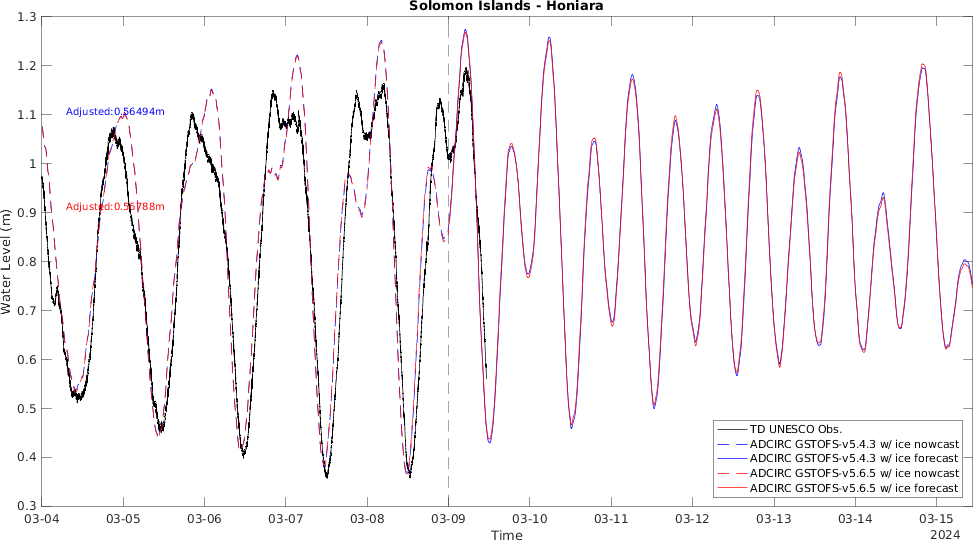 Solomon Islands - Honiara
1.3
1.2
1.1
1
0.9
0.8
0.7
0.6
0.5
0.4
0.3
Water Level (m)
Adjusted:0.56494m
Adjusted:0.56788m
TD UNESCO Obs.
ADCIRC GSTOFS-v5.4.3 w/ ice nowcast
ADCIRC GSTOFS-v5.4.3 w/ ice forecast
ADCIRC GSTOFS-v5.6.5 w/ ice nowcast
ADCIRC GSTOFS-v5.6.5 w/ ice forecast
03-04 03-05 03-06 03-07 03-08 03-09 03-10 03-11 03-12 03-13 03-14 03-15
Time
2024